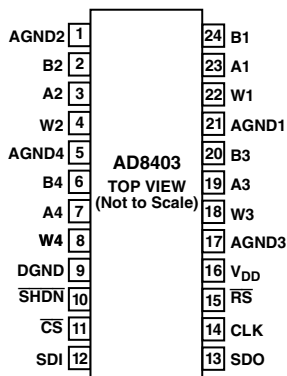 AGND2 1
B2 2
A2 3
W2 4
AGND4 5
B4 6
A4 7
W4 8
DGND 9
SHDN 10
CS 11
SDI 12
AD8403
TOP VIEW
(Not to Scale)
24 B1
23 A1
22 W1
21 AGND1
20 B3
19 A3
18 W3
17 AGND3
16 VDD
15 RS
14 CLK
13 SDO